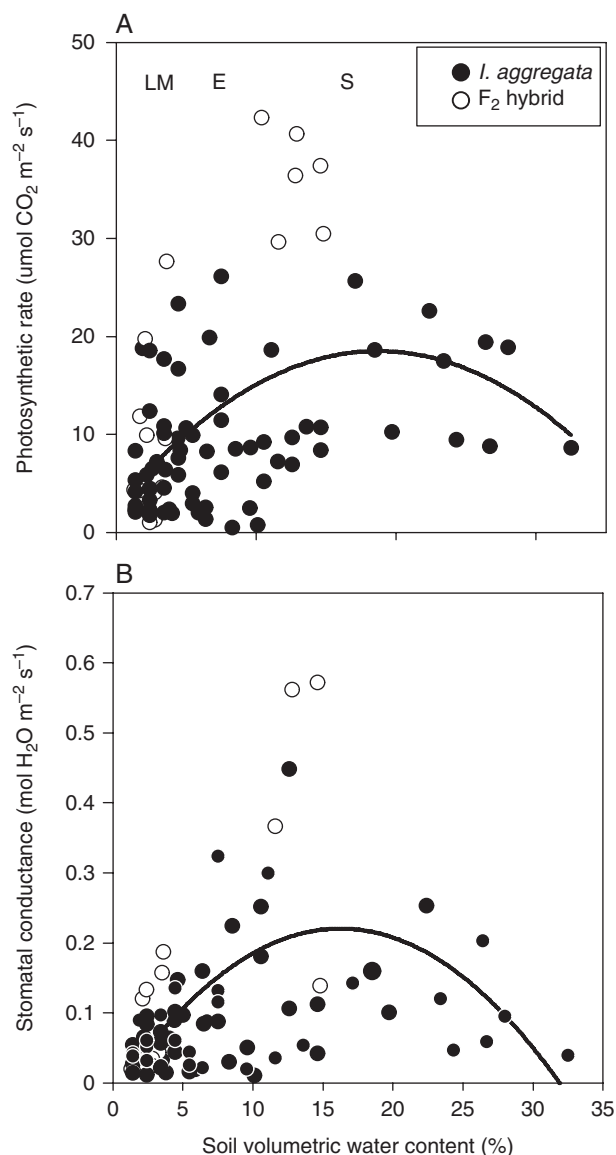 A
50
LM E S
I. aggregata
F₂ hybrid
40
30
20
10
0
Photosynthetic rate (umol CO₂ m⁻² s⁻¹)
B
0.7
0.6
0.5
0.4
0.3
0.2
0.1
0
Stomatal conductance (mol H₂O m⁻² s⁻¹)
0 5 10 15 20 25 30 35
Soil volumetric water content (%)